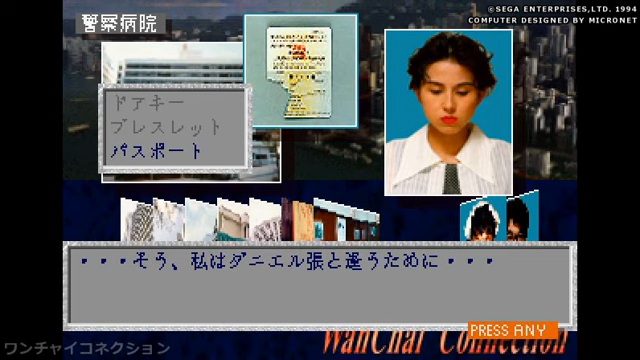 ©SEGA ENTERPRISES,LTD. 1994
COMPUTER DESIGNED BY MICRONET
警察病院
ドアキー
ブレスレット
パスポート
・・・そう、私はダニエル張と逢うために・・・
PRESS ANY
WanChai Connection
ワンチャイコネクション